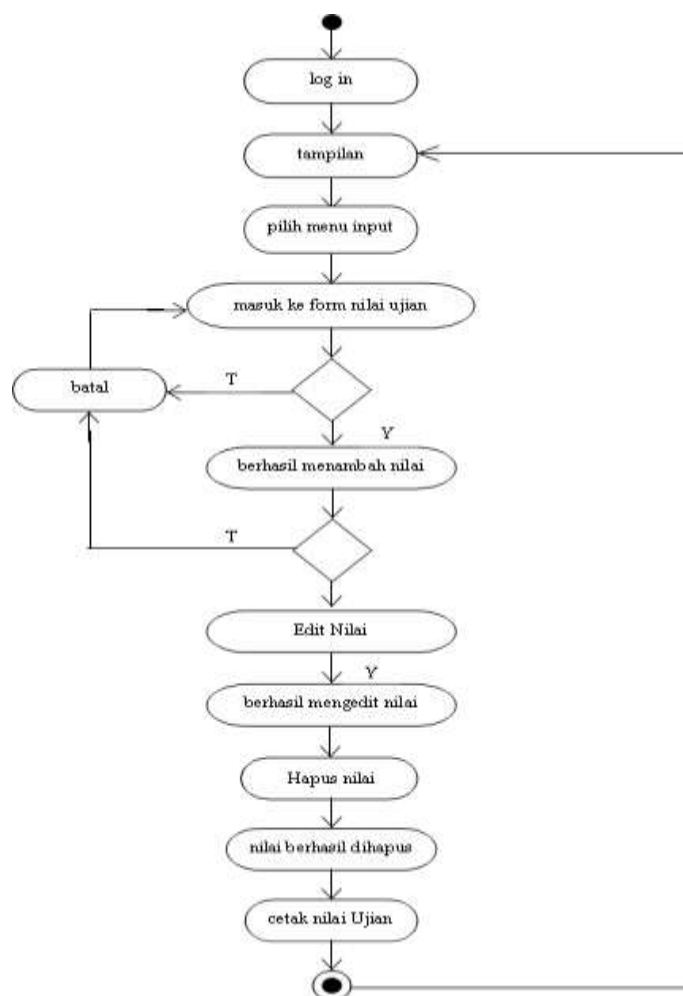 log in
tampilan
pilih menu input
masuk ke form nilai ujian
batal
T
Y
berhasil menambah nilai
T
Edit Nilai
Y
berhasil mengedit nilai
Hapus nilai
nilai berhasil dihapus
cetak nilai Ujian